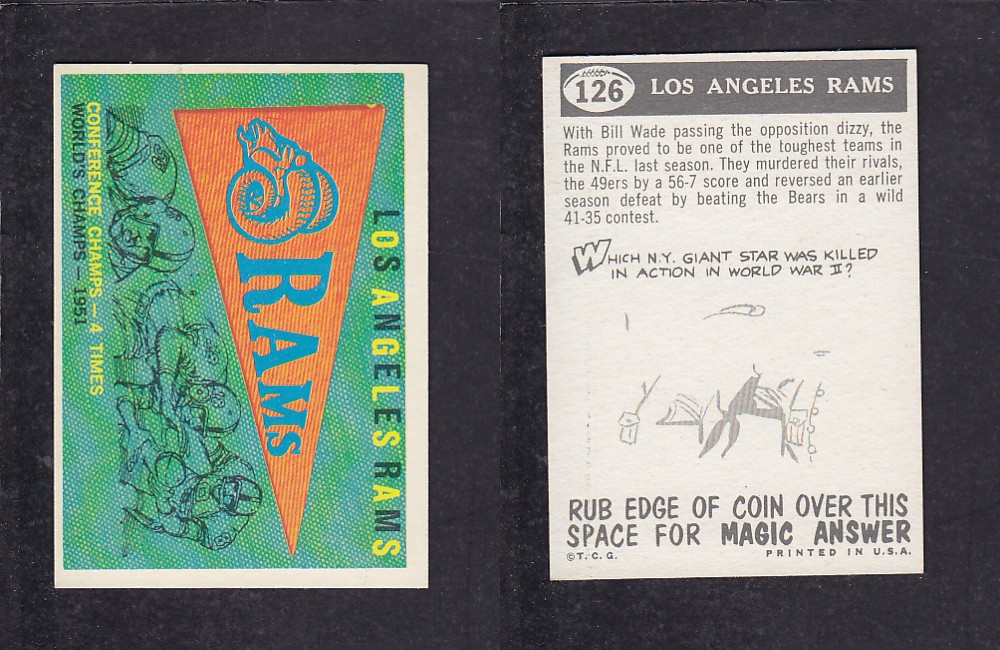 LOS ANGELES RAMS
RAMS
CONFERENCE CHAMPS — 4 TIMES
WORLD'S CHAMPS — 1951
126 LOS ANGELES RAMS
With Bill Wade passing the opposition dizzy, the
Rams proved to be one of the toughest teams in
the N.F.L. last season. They murdered their rivals,
the 49ers by a 56-7 score and reversed an earlier
season defeat by beating the Bears in a wild
41-35 contest.
WHICH N.Y. GIANT STAR WAS KILLED
IN ACTION IN WORLD WAR II?
RUB EDGE OF COIN OVER THIS
SPACE FOR MAGIC ANSWER
©T.C.G. PRINTED IN U.S.A.